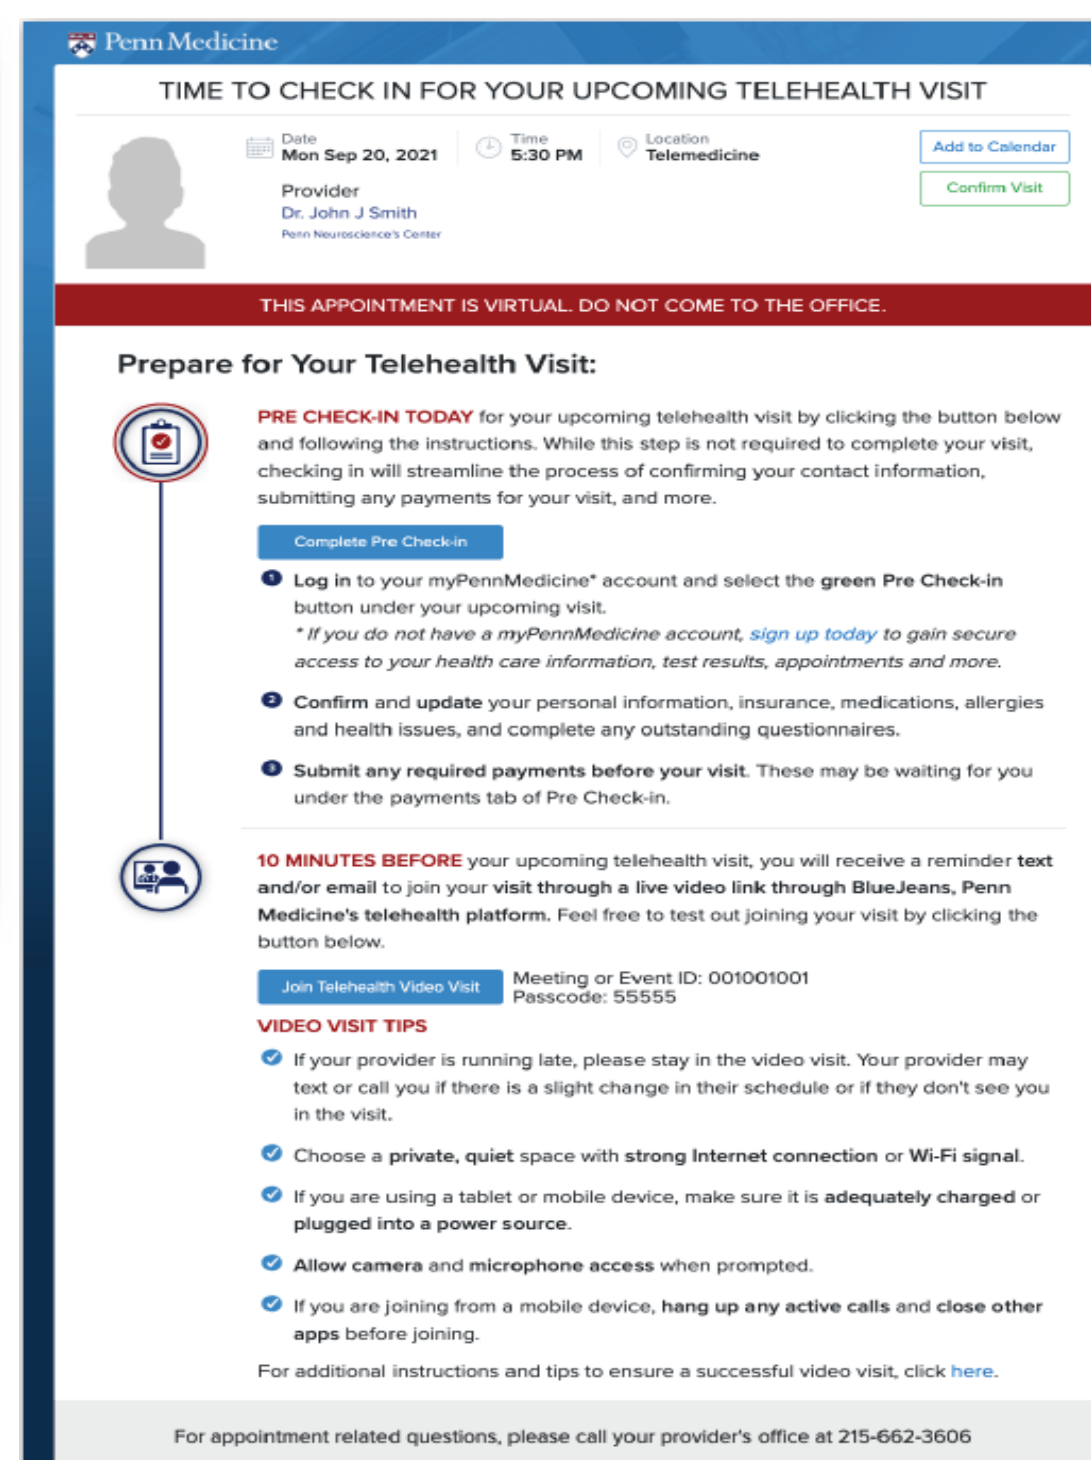 Penn Medicine
TIME TO CHECK IN FOR YOUR UPCOMING TELEHEALTH VISIT
Date
Mon Sep 20, 2021
Time
5:30 PM
Location
Telemedicine
Add to Calendar
Confirm Visit
Provider
Dr. John J Smith
Penn Neuroscience's Center
THIS APPOINTMENT IS VIRTUAL. DO NOT COME TO THE OFFICE.
Prepare for Your Telehealth Visit:
PRE CHECK-IN TODAY for your upcoming telehealth visit by clicking the button below
and following the instructions. While this step is not required to complete your visit,
checking in will streamline the process of confirming your contact information,
submitting any payments for your visit, and more.
Complete Pre Check-in
1 Log in to your myPennMedicine* account and select the green Pre Check-in
button under your upcoming visit.
* If you do not have a myPennMedicine account, sign up today to gain secure
access to your health care information, test results, appointments and more.
2 Confirm and update your personal information, insurance, medications, allergies
and health issues, and complete any outstanding questionnaires.
3 Submit any required payments before your visit. These may be waiting for you
under the payments tab of Pre Check-in.
10 MINUTES BEFORE your upcoming telehealth visit, you will receive a reminder text
and/or email to join your visit through a live video link through BlueJeans, Penn
Medicine's telehealth platform. Feel free to test out joining your visit by clicking the
button below.
Join Telehealth Video Visit
Meeting or Event ID: 001001001
Passcode: 55555
VIDEO VISIT TIPS
If your provider is running late, please stay in the video visit. Your provider may
text or call you if there is a slight change in their schedule or if they don't see you
in the visit.
Choose a private, quiet space with strong Internet connection or Wi-Fi signal.
If you are using a tablet or mobile device, make sure it is adequately charged or
plugged into a power source.
Allow camera and microphone access when prompted.
If you are joining from a mobile device, hang up any active calls and close other
apps before joining.
For additional instructions and tips to ensure a successful video visit, click here.
For appointment related questions, please call your provider's office at 215-662-3606